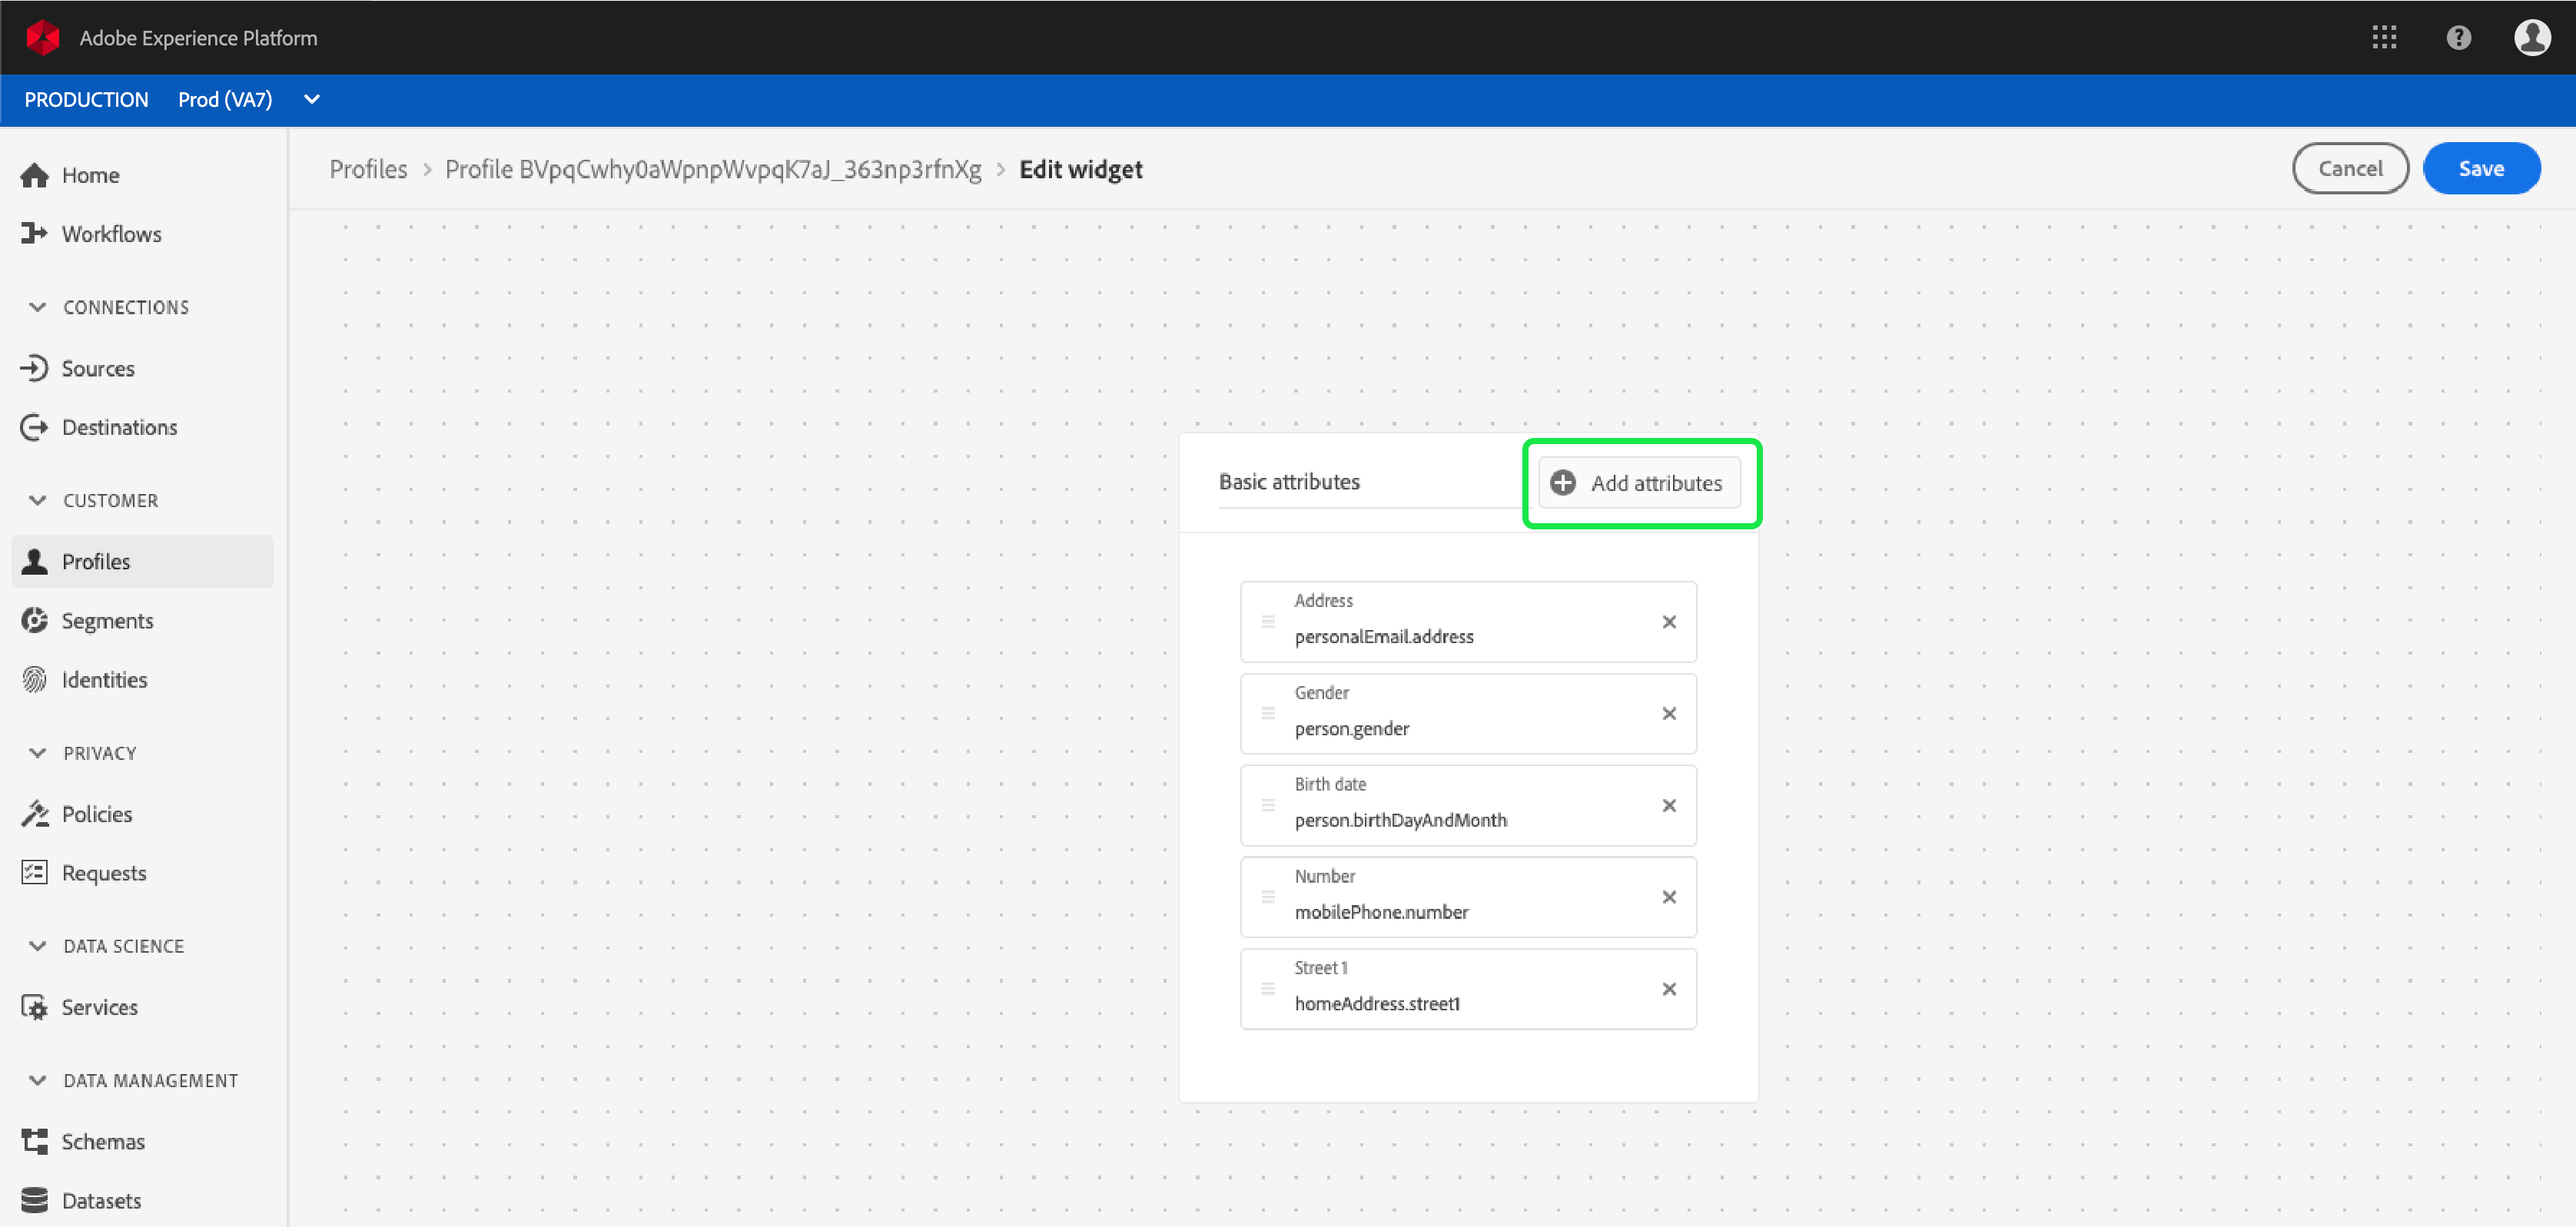 Adobe Experience Platform
PRODUCTION Prod (VA7)
Home
Workflows
CONNECTIONS
Sources
Destinations
CUSTOMER
Profiles
Segments
Identities
PRIVACY
Policies
Requests
DATA SCIENCE
Services
DATA MANAGEMENT
Schemas
Datasets
Profiles > Profile BVpqCwhy0aWpnpWvpqK7aJ_363np3rfnXg > Edit widget
Cancel
Save
Basic attributes
Add attributes
Address
personalEmail.address
Gender
person.gender
Birth date
person.birthDayAndMonth
Number
mobilePhone.number
Street 1
homeAddress.street1